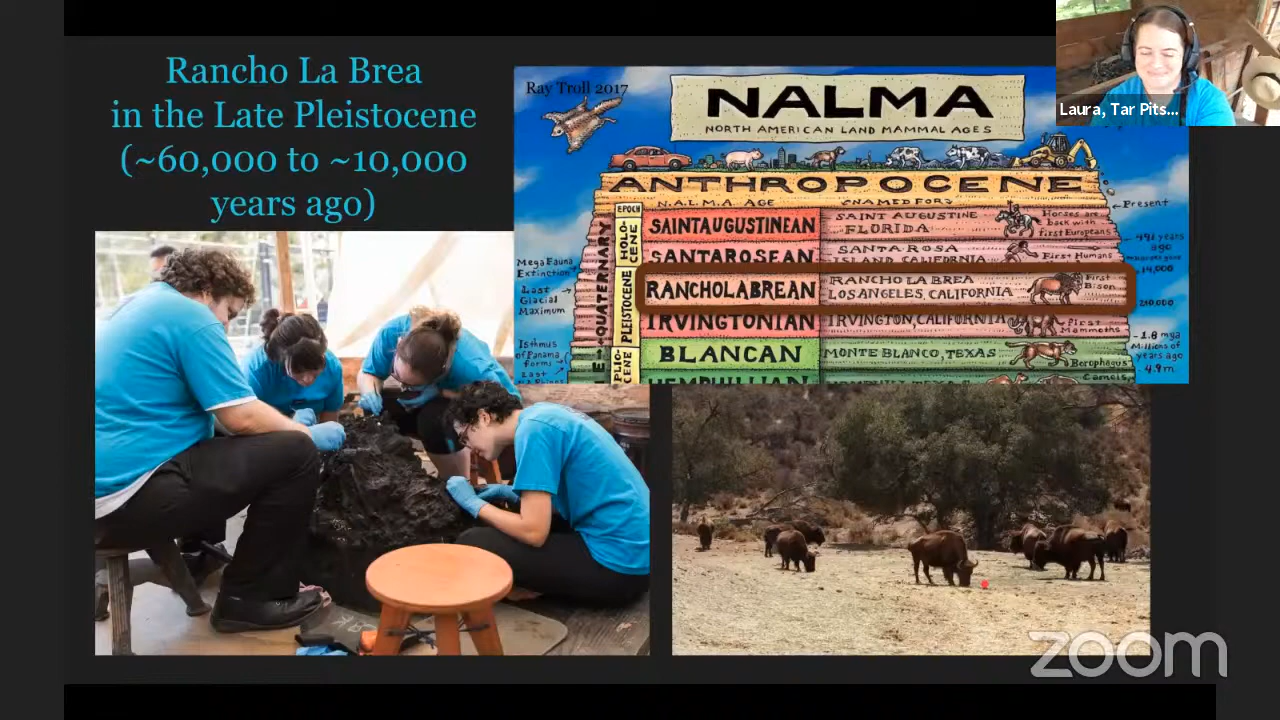 Rancho La Brea
in the Late Pleistocene
(~60,000 to ~10,000
years ago)
Ray Troll 2017
NALMA
NORTH AMERICAN LAND MAMMAL AGES
ANTHROPOCENE
N.A.L.M.A. AGE
NAMED FOR
EPOCH
HOLO-
CENE
PLEISTOCENE
QUATERNARY
SAINTAUGUSTINEAN
SAINT AUGUSTINE
FLORIDA
Horses are
back with
first Europeans
Present
SANTAROSEAN
SANTA ROSA
ISLAND CALIFORNIA
First Humans
RANCHOLABREAN
RANCHO LA BREA
LOS ANGELES, CALIFORNIA
First
Bison
14,000
IRVINGTONIAN
IRVINGTON, CALIFORNIA
First
Mammoths
BLANCAN
MONTE BLANCO, TEXAS
Borophagus
Mega Fauna
Extinction
Last
Glacial
Maximum
Isthmus
of Panama
forms
1.8 mya
Millions of
years ago
4.9m
Laura, Tar Pits...
zoom